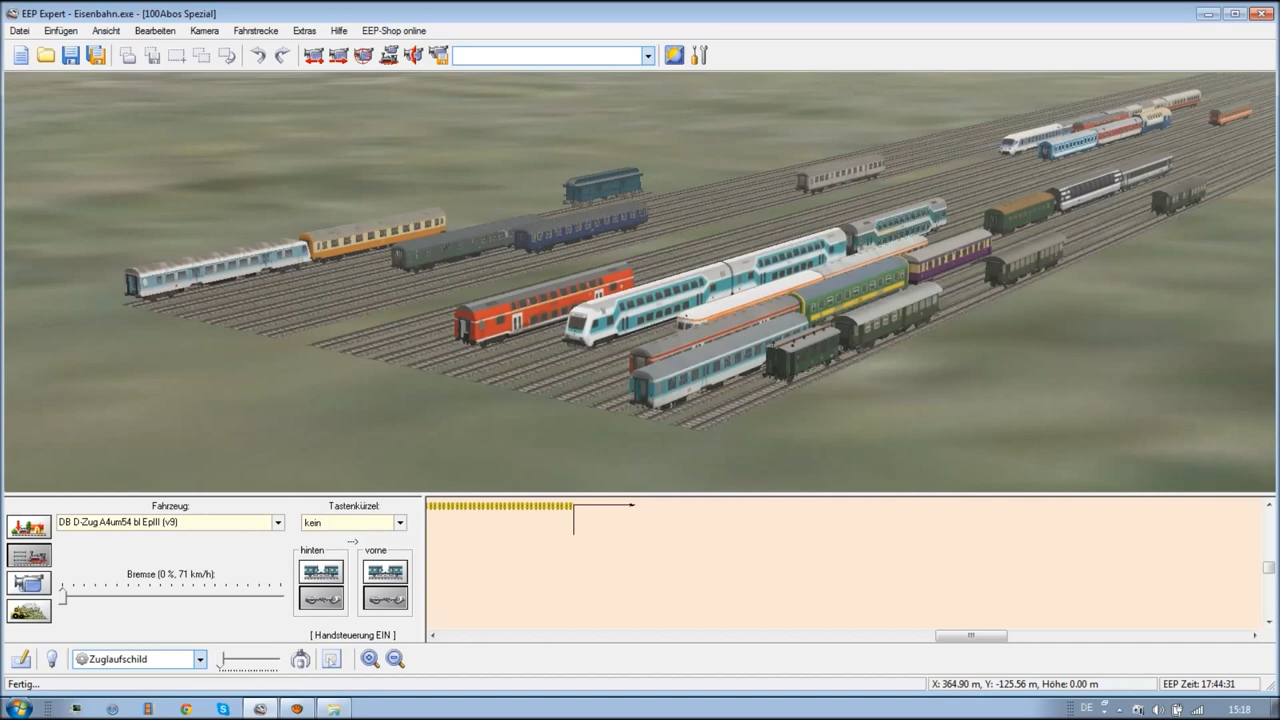 EEP Expert - Eisenbahn.exe - [100Abos Spezial]
Datei Einfügen Ansicht Bearbeiten Kamera Fahrstrecke Extras Hilfe EEP-Shop online
Fahrzeug: Tastenkürzel:
DB D-Zug A4um54 bl EpIII (v9) kein
--->
hinten vorne
Bremse (0 %, 71 km/h):
[ Handsteuerung EIN ]
Zuglaufschild
Fertig... X: 364.90 m, Y: -125.56 m, Höhe: 0.00 m EEP Zeit: 17:44:31
DE 15:18